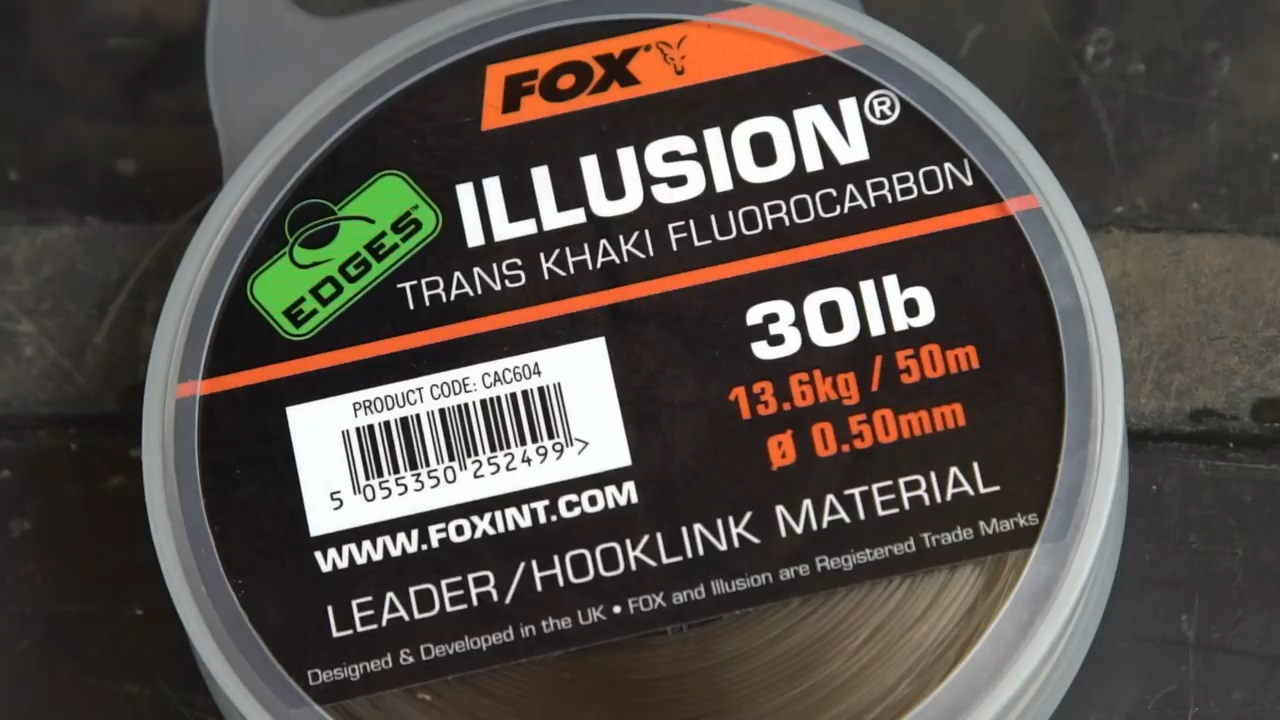 FOX
ILLUSION®
TRANS KHAKI FLUOROCARBON
EDGES™
30lb
13.6kg / 50m
Ø 0.50mm
PRODUCT CODE: CAC604
5 055350 252499 >
WWW.FOXINT.COM
LEADER/HOOKLINK MATERIAL
Designed & Developed in the UK • FOX and Illusion are Registered Trade Marks